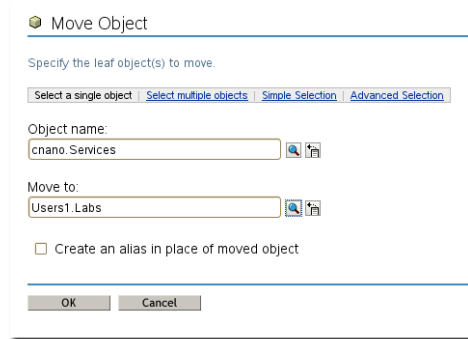 Move Object
Specify the leaf object(s) to move.
Select a single object | Select multiple objects | Simple Selection | Advanced Selection
Object name:
cnano.Services
Move to:
Users1.Labs
Create an alias in place of moved object
OK Cancel